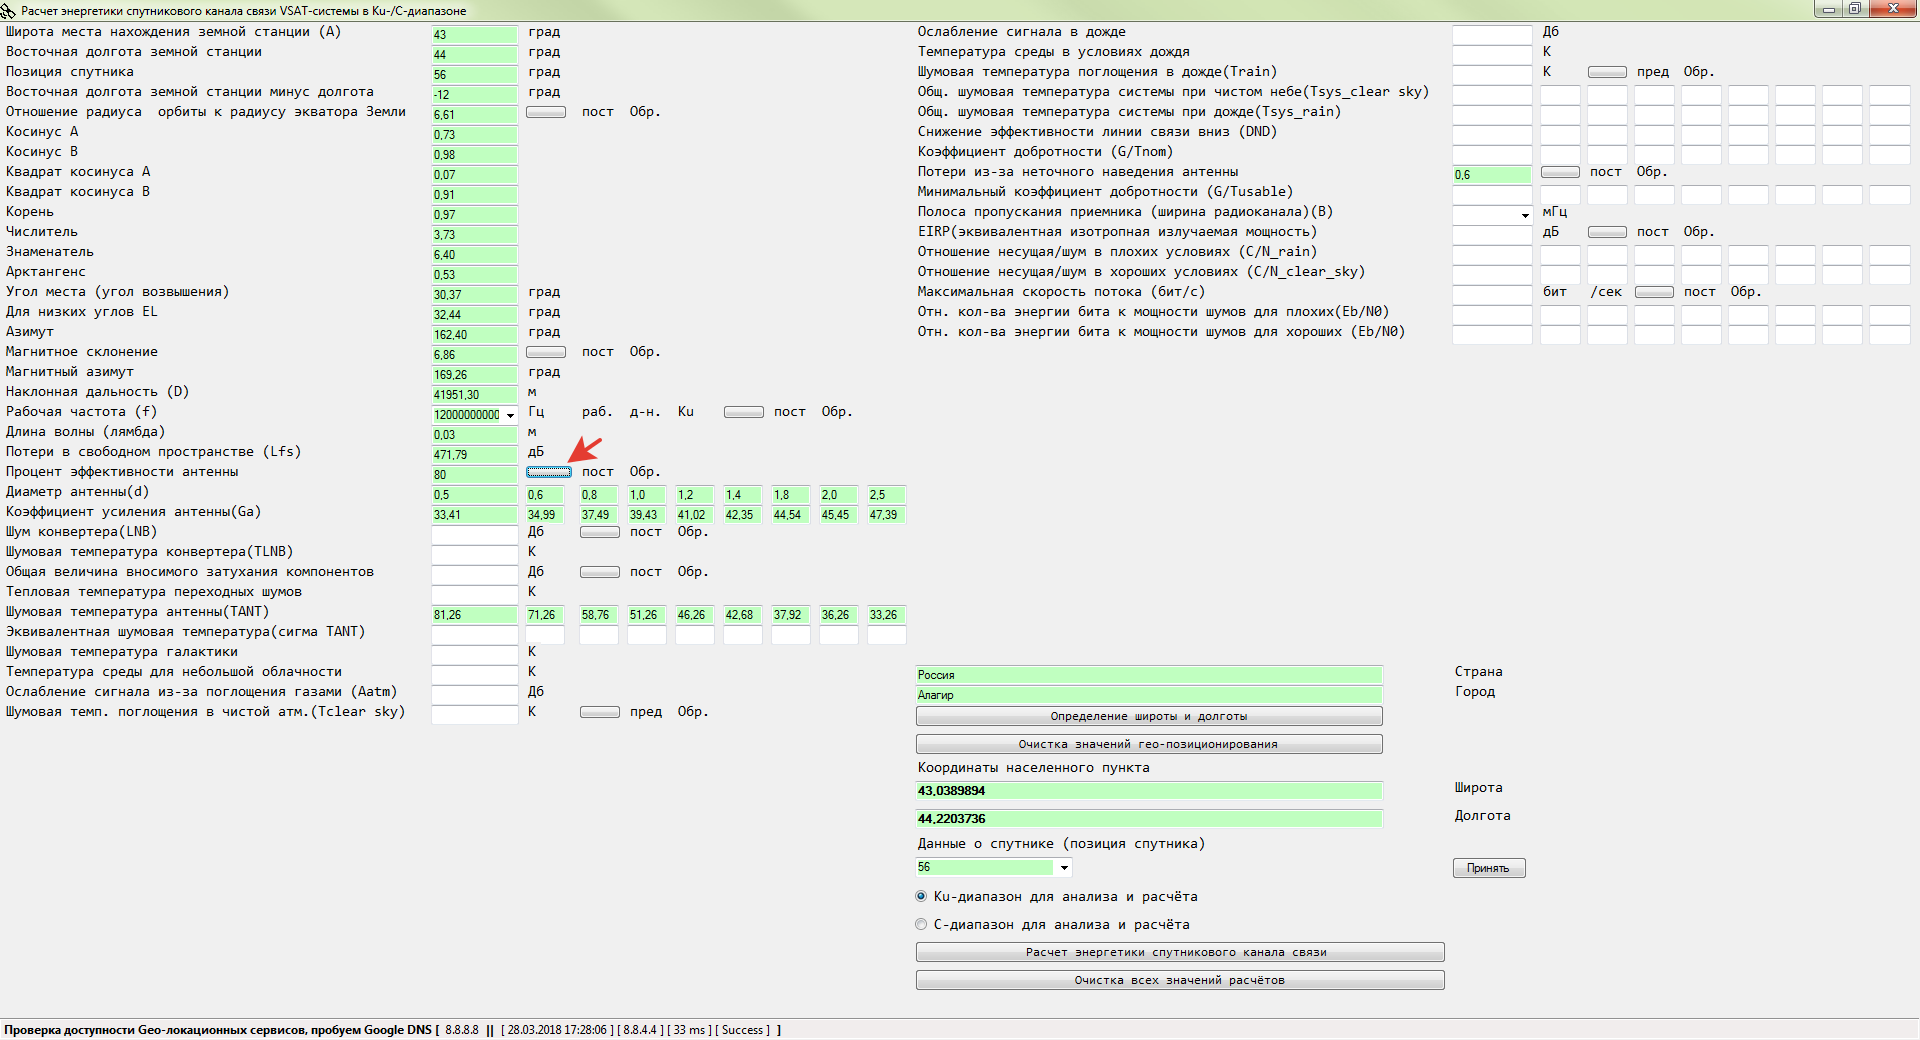 Расчет энергетики спутникового канала связи VSAT-системы в Ku-/C-диапазоне
Широта места нахождения земной станции (А) 43 град
Восточная долгота земной станции 44 град
Позиция спутника 56 град
Восточная долгота земной станции минус долгота -12 град
Отношение радиуса орбиты к радиусу экватора Земли 6,61 пост Обр.
Косинус А 0,73
Косинус В 0,98
Квадрат косинуса А 0,07
Квадрат косинуса В 0,91
Корень 0,97
Числитель 3,73
Знаменатель 6,40
Арктангенс 0,53
Угол места (угол возвышения) 30,37 град
Для низких углов EL 32,44 град
Азимут 162,40 град
Магнитное склонение 6,86 пост Обр.
Магнитный азимут 169,26 град
Наклонная дальность (D) 41951,30 м
Рабочая частота (f) 12000000000 Гц раб. д-н. Ku пост Обр.
Длина волны (лямбда) 0,03 м
Потери в свободном пространстве (Lfs) 471,79 дБ
Процент эффективности антенны 80 пост Обр.
Диаметр антенны(d) 0,5 0,6 0,8 1,0 1,2 1,4 1,8 2,0 2,5
Коэффициент усиления антенны(Ga) 33,41 34,99 37,49 39,43 41,02 42,35 44,54 45,45 47,39
Шум конвертера(LNB) Дб пост Обр.
Шумовая температура конвертера(TLNB) К
Общая величина вносимого затухания компонентов Дб пост Обр.
Тепловая температура переходных шумов К
Шумовая температура антенны(TANT) 81,26 71,26 58,76 51,26 46,26 42,68 37,92 36,26 33,26
Эквивалентная шумовая температура(сигма TANT)
Шумовая температура галактики К
Температура среды для небольшой облачности К
Ослабление сигнала из-за поглощения газами (Aatm) Дб
Шумовая темп. поглощения в чистой атм.(Tclear sky) К пред Обр.
Ослабление сигнала в дожде Дб
Температура среды в условиях дождя К
Шумовая температура поглощения в дожде(Train) К пред Обр.
Общ. шумовая температура системы при чистом небе(Tsys_clear sky)
Общ. шумовая температура системы при дожде(Tsys_rain)
Снижение эффективности линии связи вниз (DND)
Коэффициент добротности (G/Tnom)
Потери из-за неточного наведения антенны 0,6 пост Обр.
Минимальный коэффициент добротности (G/Tusable)
Полоса пропускания приемника (ширина радиоканала)(В) мГц
EIRP(эквивалентная изотропная излучаемая мощность) дБ пост Обр.
Отношение несущая/шум в плохих условиях (C/N_rain)
Отношение несущая/шум в хороших условиях (C/N_clear_sky)
Максимальная скорость потока (бит/с) бит /сек пост Обр.
Отн. кол-ва энергии бита к мощности шумов для плохих(Eb/N0)
Отн. кол-ва энергии бита к мощности шумов для хороших (Eb/N0)
Россия Страна
Алагир Город
Определение широты и долготы
Очистка значений гео-позиционирования
Координаты населенного пункта
43,0389894 Широта
44,2203736 Долгота
Данные о спутнике (позиция спутника)
56 Принять
Ku-диапазон для анализа и расчёта
С-диапазон для анализа и расчёта
Расчет энергетики спутникового канала связи
Очистка всех значений расчётов
Проверка доступности Geo-локационных сервисов, пробуем Google DNS [ 8.8.8.8 || [ 28.03.2018 17:28:06 ] [ 8.8.4.4 ] [ 33 ms ] [ Success ] ]